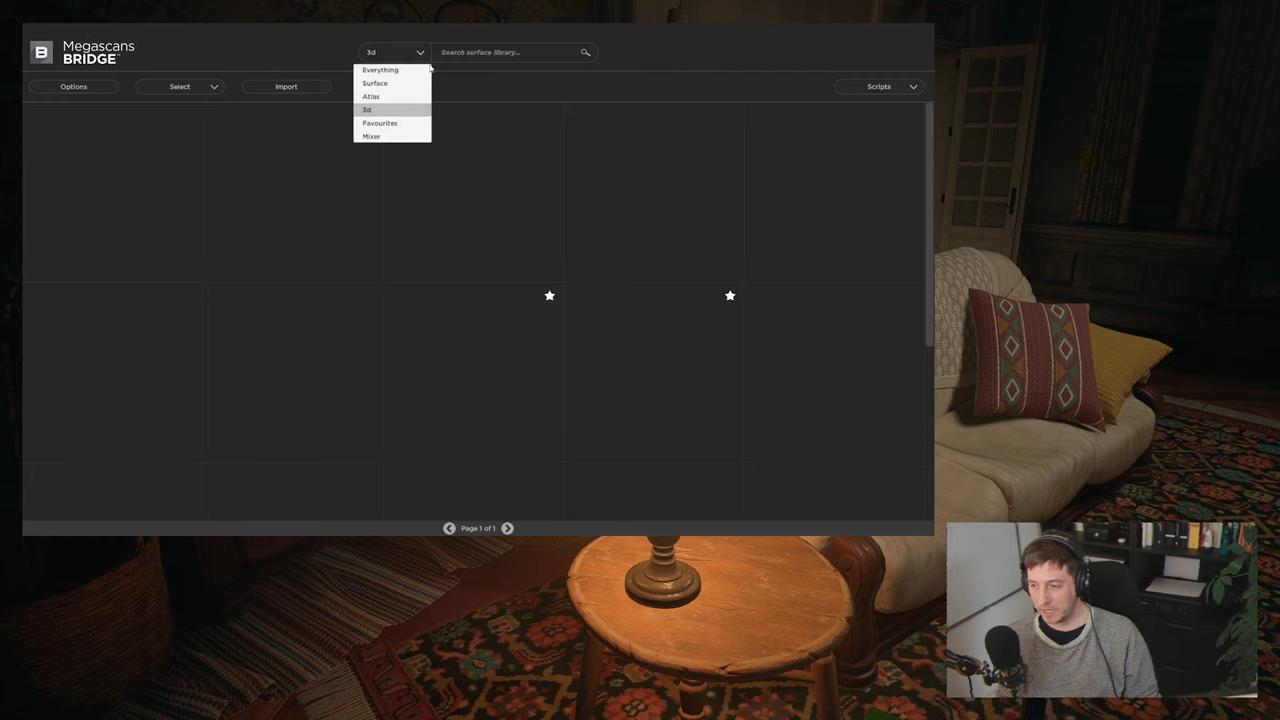 B
Megascans
BRIDGE
3d
Search surface library...
Everything
Surface
Atlas
3d
Favourites
Mixer
Options
Select
Import
Scripts
Page 1 of 1